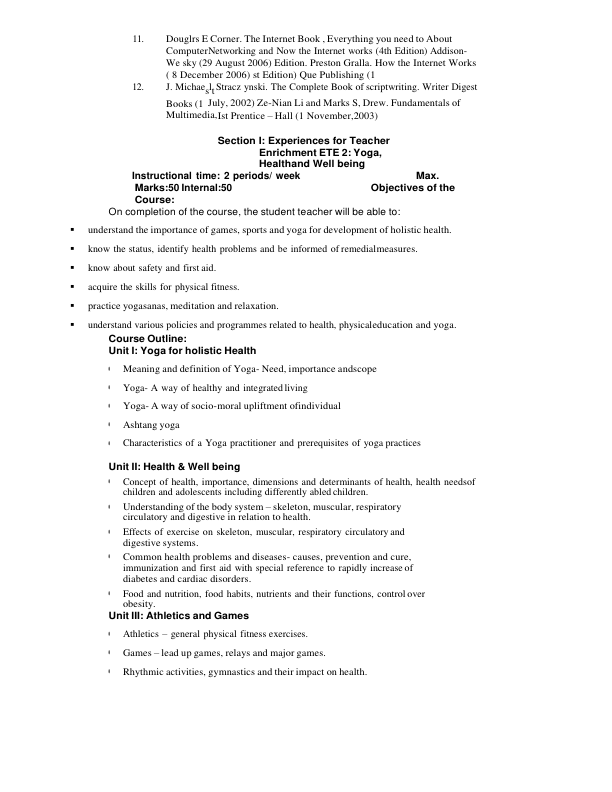 11. Douglrs E Corner. The Internet Book , Everything you need to About
ComputerNetworking and Now the Internet works (4th Edition) Addison-
We sky (29 August 2006) Edition. Preston Gralla. How the Internet Works
( 8 December 2006) st Edition) Que Publishing (1
12. J. Michae l Stracz ynski. The Complete Book of scriptwriting. Writer Digest
st
Books (1 July, 2002) Ze-Nian Li and Marks S, Drew. Fundamentals of
Multimedia,Ist Prentice – Hall (1 November,2003)
Section I: Experiences for Teacher
Enrichment ETE 2: Yoga,
Healthand Well being
Instructional time: 2 periods/ week Max.
Marks:50 Internal:50 Objectives of the
Course:
On completion of the course, the student teacher will be able to:
▪ understand the importance of games, sports and yoga for development of holistic health.
▪ know the status, identify health problems and be informed of remedialmeasures.
▪ know about safety and first aid.
▪ acquire the skills for physical fitness.
▪ practice yogasanas, meditation and relaxation.
▪ understand various policies and programmes related to health, physicaleducation and yoga.
Course Outline:
Unit I: Yoga for holistic Health
Meaning and definition of Yoga- Need, importance andscope
Yoga- A way of healthy and integrated living
Yoga- A way of socio-moral upliftment ofindividual
Ashtang yoga
Characteristics of a Yoga practitioner and prerequisites of yoga practices
Unit II: Health & Well being
Concept of health, importance, dimensions and determinants of health, health needsof
children and adolescents including differently abled children.
Understanding of the body system – skeleton, muscular, respiratory
circulatory and digestive in relation to health.
Effects of exercise on skeleton, muscular, respiratory circulatory and
digestive systems.
Common health problems and diseases- causes, prevention and cure,
immunization and first aid with special reference to rapidly increase of
diabetes and cardiac disorders.
Food and nutrition, food habits, nutrients and their functions, control over
obesity.
Unit III: Athletics and Games
Athletics – general physical fitness exercises.
Games – lead up games, relays and major games.
Rhythmic activities, gymnastics and their impact on health.